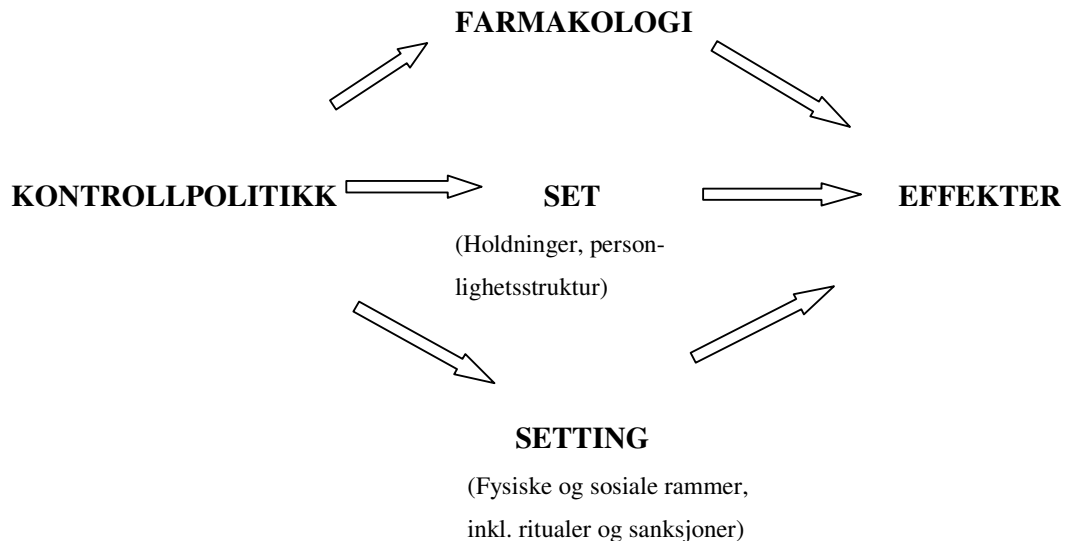 FARMAKOLOGI
KONTROLLPOLITIKK SET EFFEKTER
(Holdninger, person-
lighetsstruktur)
SETTING
(Fysiske og sosiale rammer,
inkl. ritualer og sanksjoner)